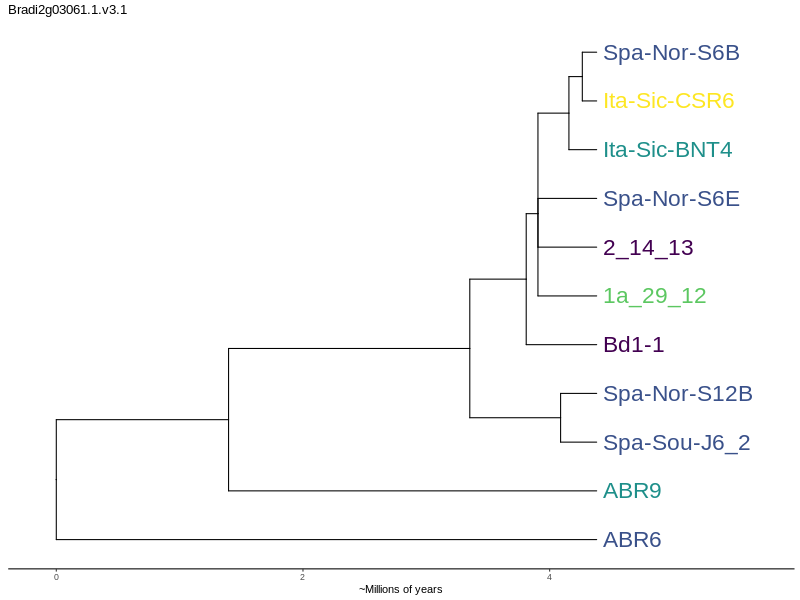 Bradi2g03061.1.v3.1
Spa-Nor-S6B
Ita-Sic-CSR6
Ita-Sic-BNT4
Spa-Nor-S6E
2_14_13
1a_29_12
Bd1-1
Spa-Nor-S12B
Spa-Sou-J6_2
ABR9
ABR6
0 2 4
~Millions of years